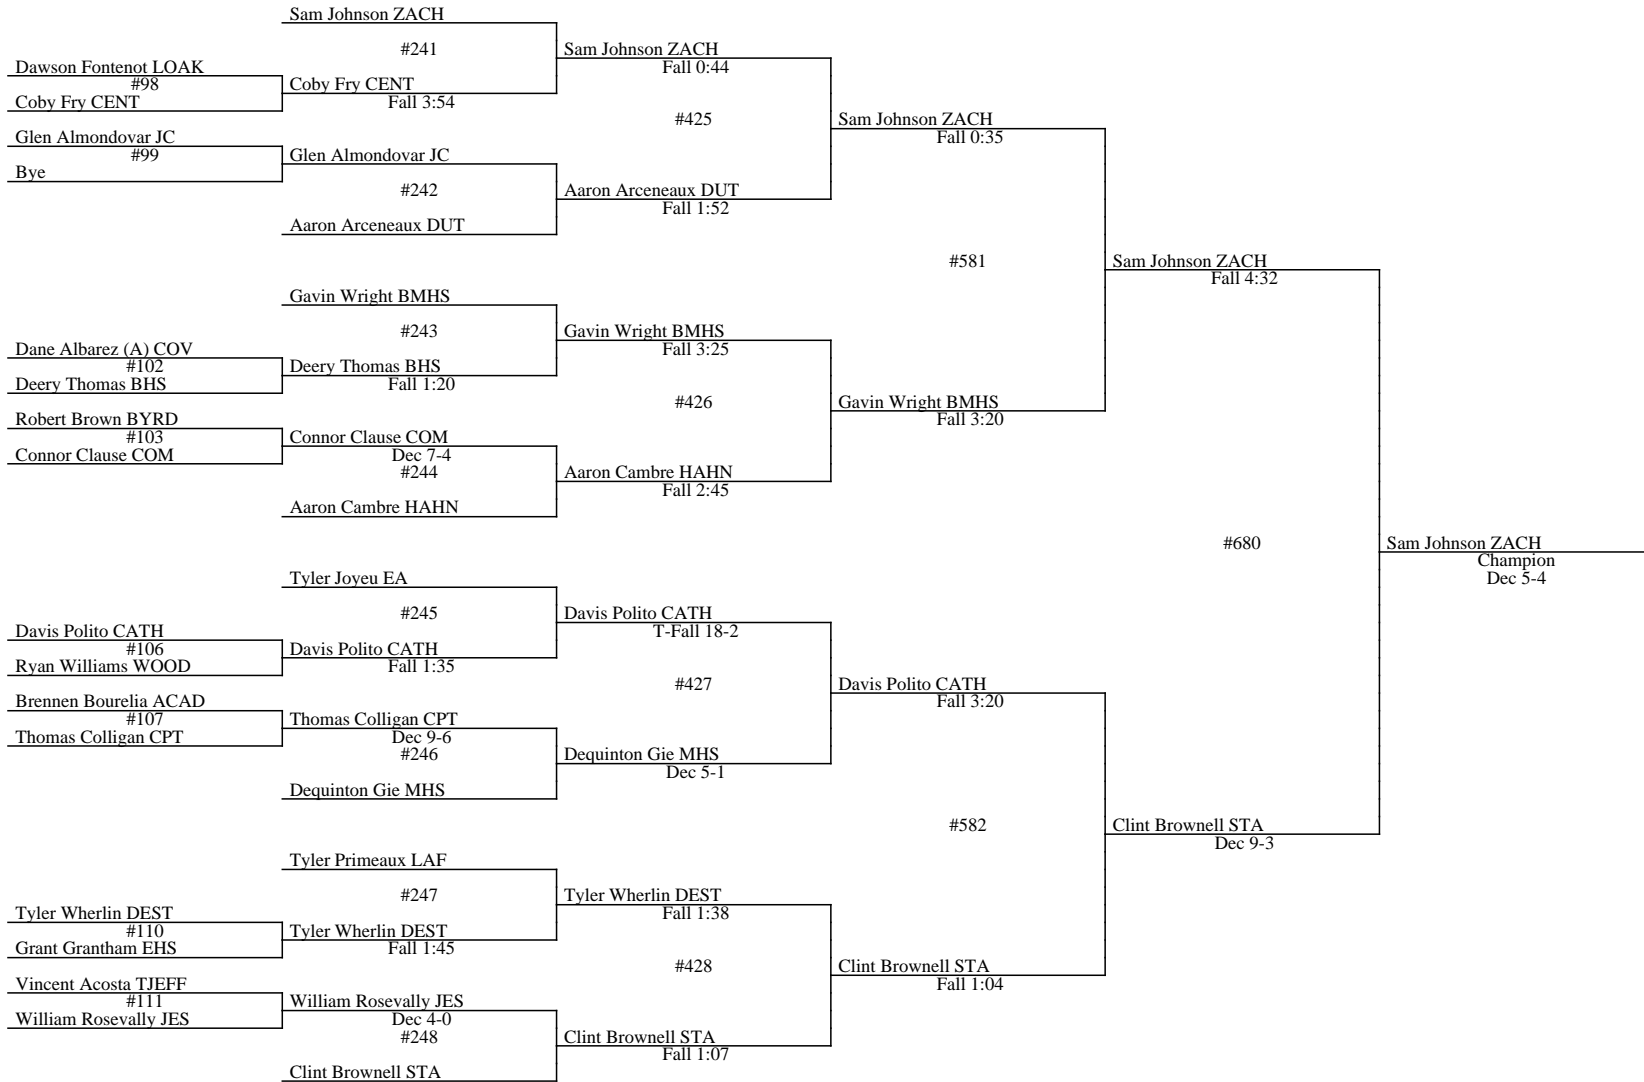 Sam Johnson ZACH
#241
Sam Johnson ZACH
Fall 0:44
Dawson Fontenot LOAK
#98
Coby Fry CENT
Coby Fry CENT
Fall 3:54
#425
Sam Johnson ZACH
Fall 0:35
Glen Almondovar JC
#99
Bye
Glen Almondovar JC
#242
Aaron Arceneaux DUT
Fall 1:52
Aaron Arceneaux DUT
#581
Sam Johnson ZACH
Fall 4:32
Gavin Wright BMHS
#243
Gavin Wright BMHS
Fall 3:25
Dane Albarez (A) COV
#102
Deery Thomas BHS
Deery Thomas BHS
Fall 1:20
#426
Gavin Wright BMHS
Fall 3:20
Robert Brown BYRD
#103
Connor Clause COM
Connor Clause COM
Dec 7-4
#244
Aaron Cambre HAHN
Fall 2:45
Aaron Cambre HAHN
#680
Sam Johnson ZACH
Champion
Dec 5-4
Tyler Joyeu EA
#245
Davis Polito CATH
T-Fall 18-2
Davis Polito CATH
#106
Ryan Williams WOOD
Davis Polito CATH
Fall 1:35
#427
Davis Polito CATH
Fall 3:20
Brennen Bourelia ACAD
#107
Thomas Colligan CPT
Thomas Colligan CPT
Dec 9-6
#246
Dequinton Gie MHS
Dec 5-1
Dequinton Gie MHS
#582
Clint Brownell STA
Dec 9-3
Tyler Primeaux LAF
#247
Tyler Wherlin DEST
Fall 1:38
Tyler Wherlin DEST
#110
Grant Grantham EHS
Tyler Wherlin DEST
Fall 1:45
#428
Clint Brownell STA
Fall 1:04
Vincent Acosta TJEFF
#111
William Rosevally JES
William Rosevally JES
Dec 4-0
#248
Clint Brownell STA
Fall 1:07
Clint Brownell STA